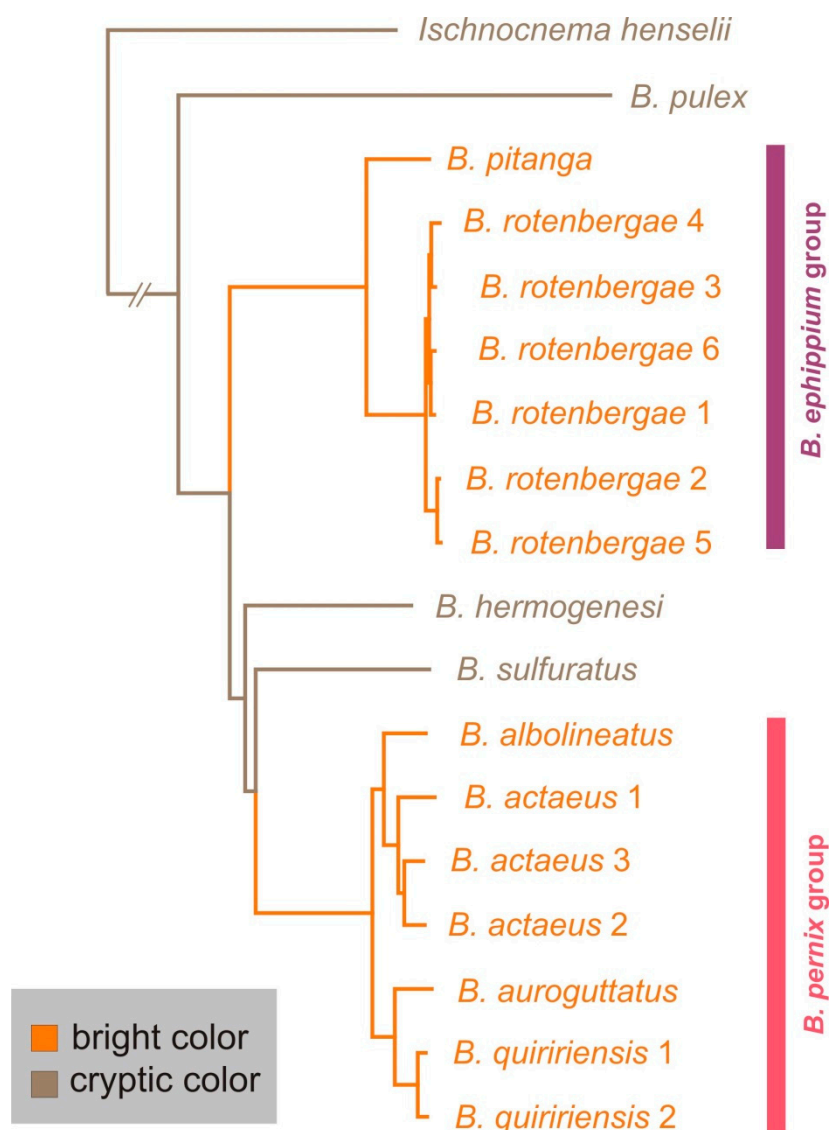 Ischnocnema henselii
B. pulex
B. pitanga
B. rotenbergae 4
B. rotenbergae 3
B. rotenbergae 6
B. rotenbergae 1
B. rotenbergae 2
B. rotenbergae 5
B. ephippium group
B. hermogenesi
B. sulfuratus
B. albolineatus
B. actaeus 1
B. actaeus 3
B. actaeus 2
B. auroguttatus
B. quiririensis 1
B. quiririensis 2
B. pernix group
bright color
cryptic color